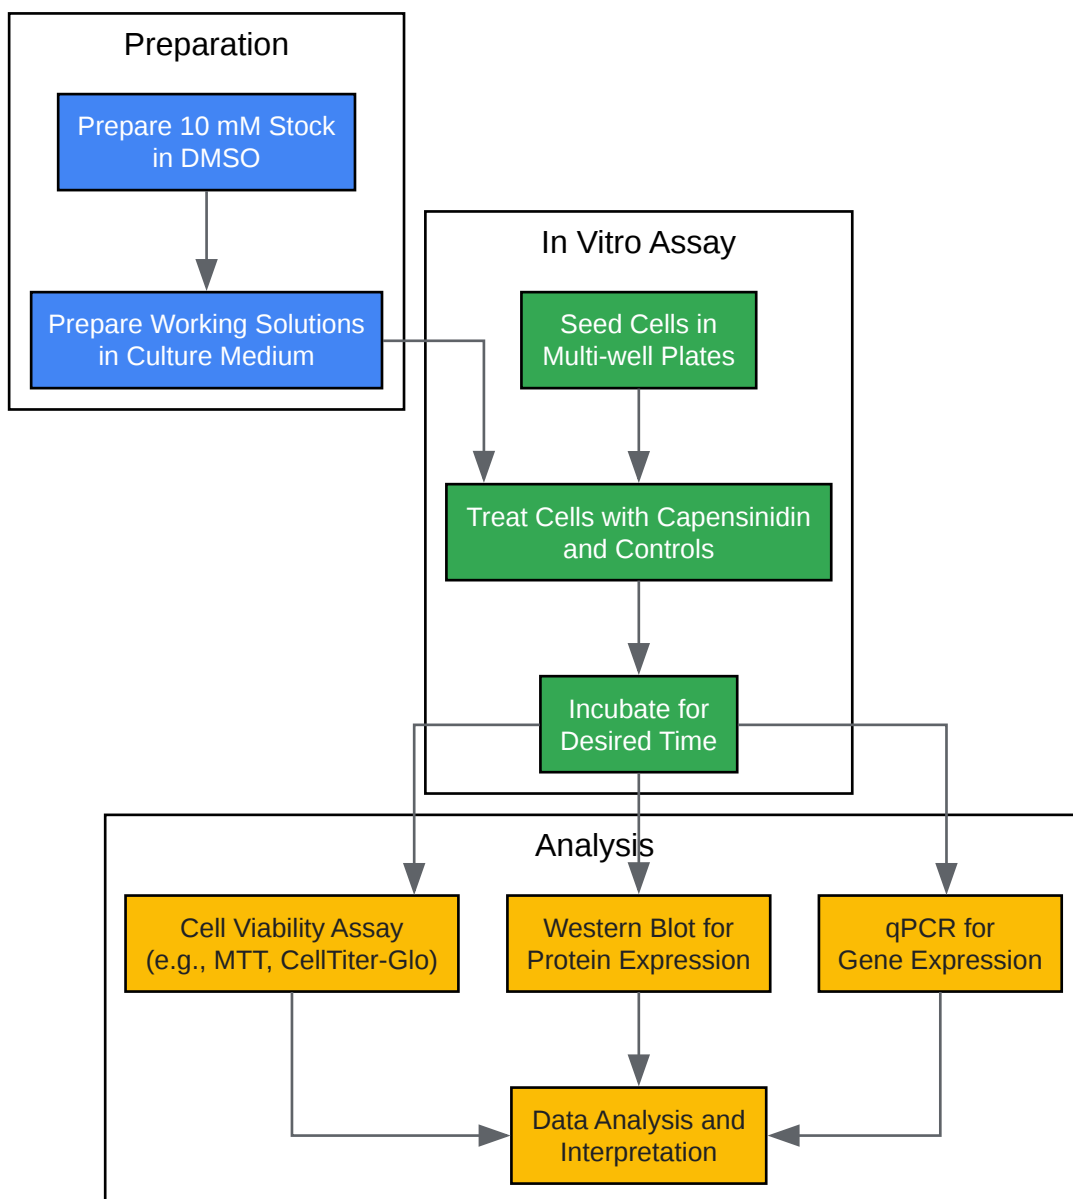 Preparation
Prepare 10 mM Stock
in DMSO
Prepare Working Solutions
in Culture Medium
In Vitro Assay
Seed Cells in
Multi-well Plates
Treat Cells with Capensinidin
and Controls
Incubate for
Desired Time
Analysis
Cell Viability Assay
(e.g., MTT, CellTiter-Glo)
Western Blot for
Protein Expression
qPCR for
Gene Expression
Data Analysis and
Interpretation